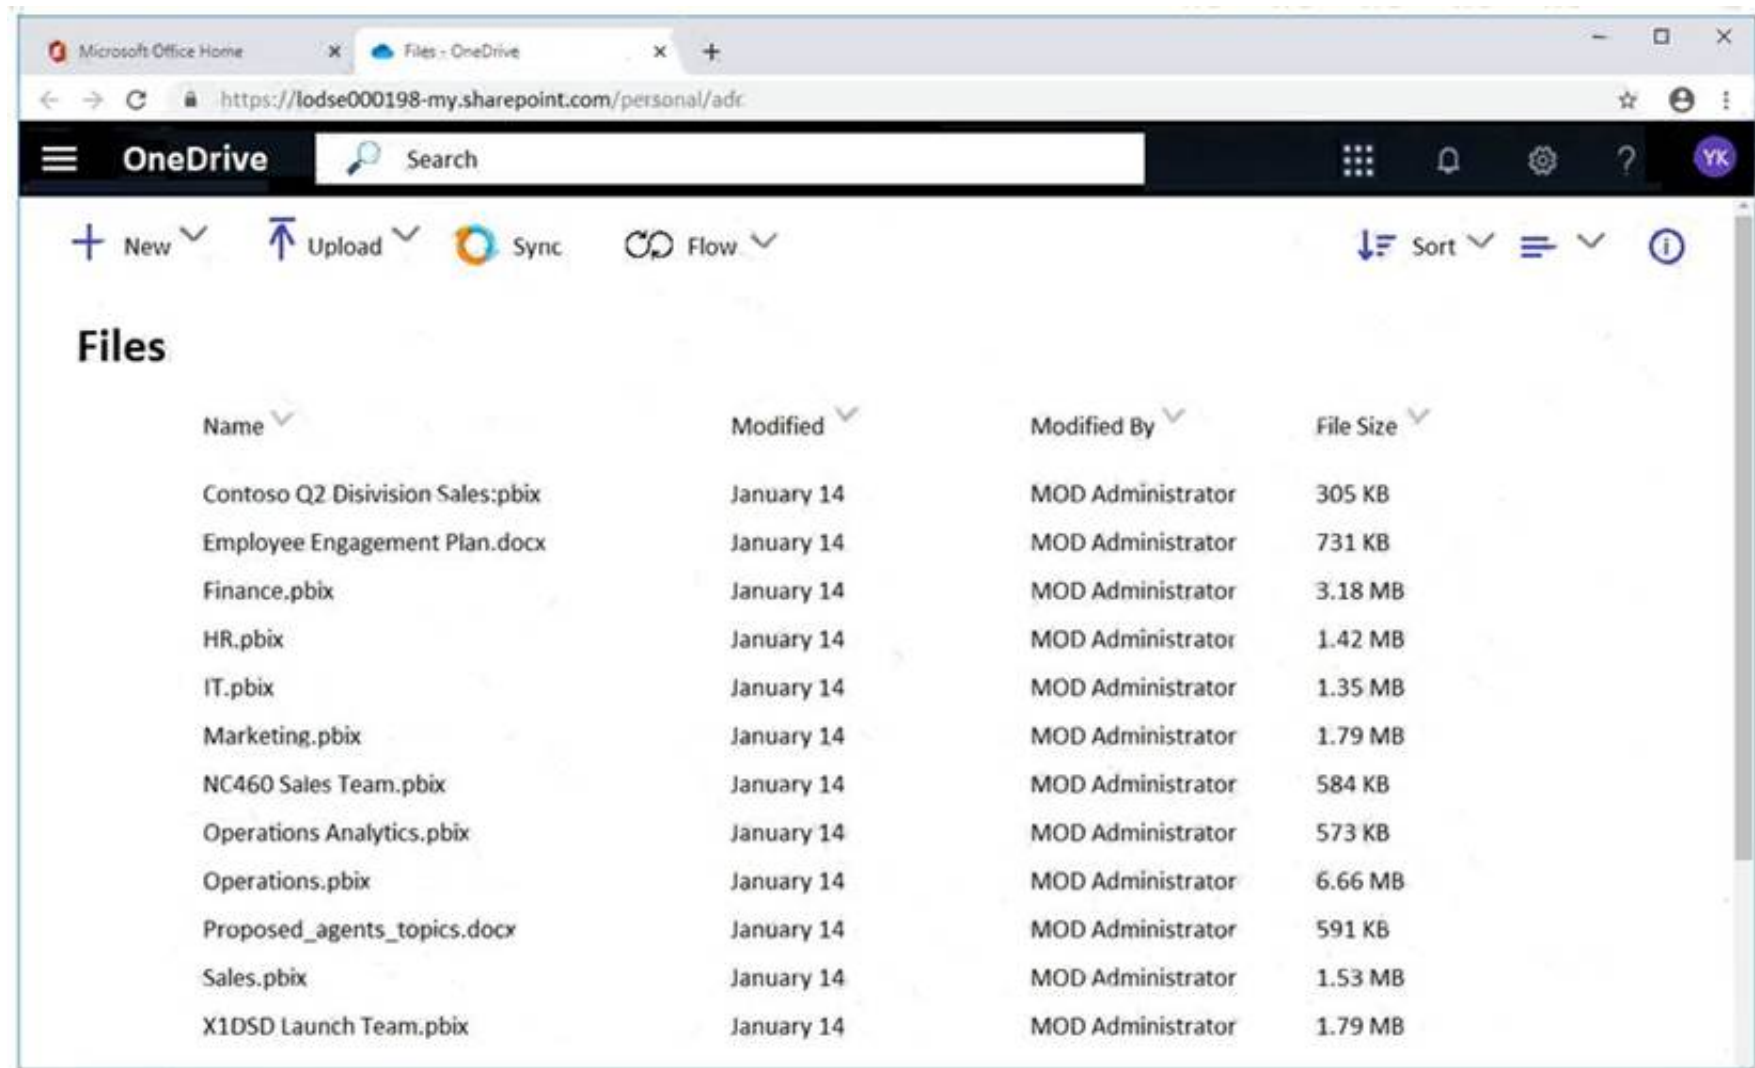 Microsoft Office Home
Files - OneDrive
https://lodse000198-my.sharepoint.com/personal/adr
OneDrive Search ? YK
New Upload Sync Flow Sort
Files
Name Modified Modified By File Size
Contoso Q2 Disivision Sales:pbix January 14 MOD Administrator 305 KB
Employee Engagement Plan.docx January 14 MOD Administrator 731 KB
Finance.pbix January 14 MOD Administrator 3.18 MB
HR.pbix January 14 MOD Administrator 1.42 MB
IT.pbix January 14 MOD Administrator 1.35 MB
Marketing.pbix January 14 MOD Administrator 1.79 MB
NC460 Sales Team.pbix January 14 MOD Administrator 584 KB
Operations Analytics.pbix January 14 MOD Administrator 573 KB
Operations.pbix January 14 MOD Administrator 6.66 MB
Proposed_agents_topics.docx January 14 MOD Administrator 591 KB
Sales.pbix January 14 MOD Administrator 1.53 MB
X1DSD Launch Team.pbix January 14 MOD Administrator 1.79 MB